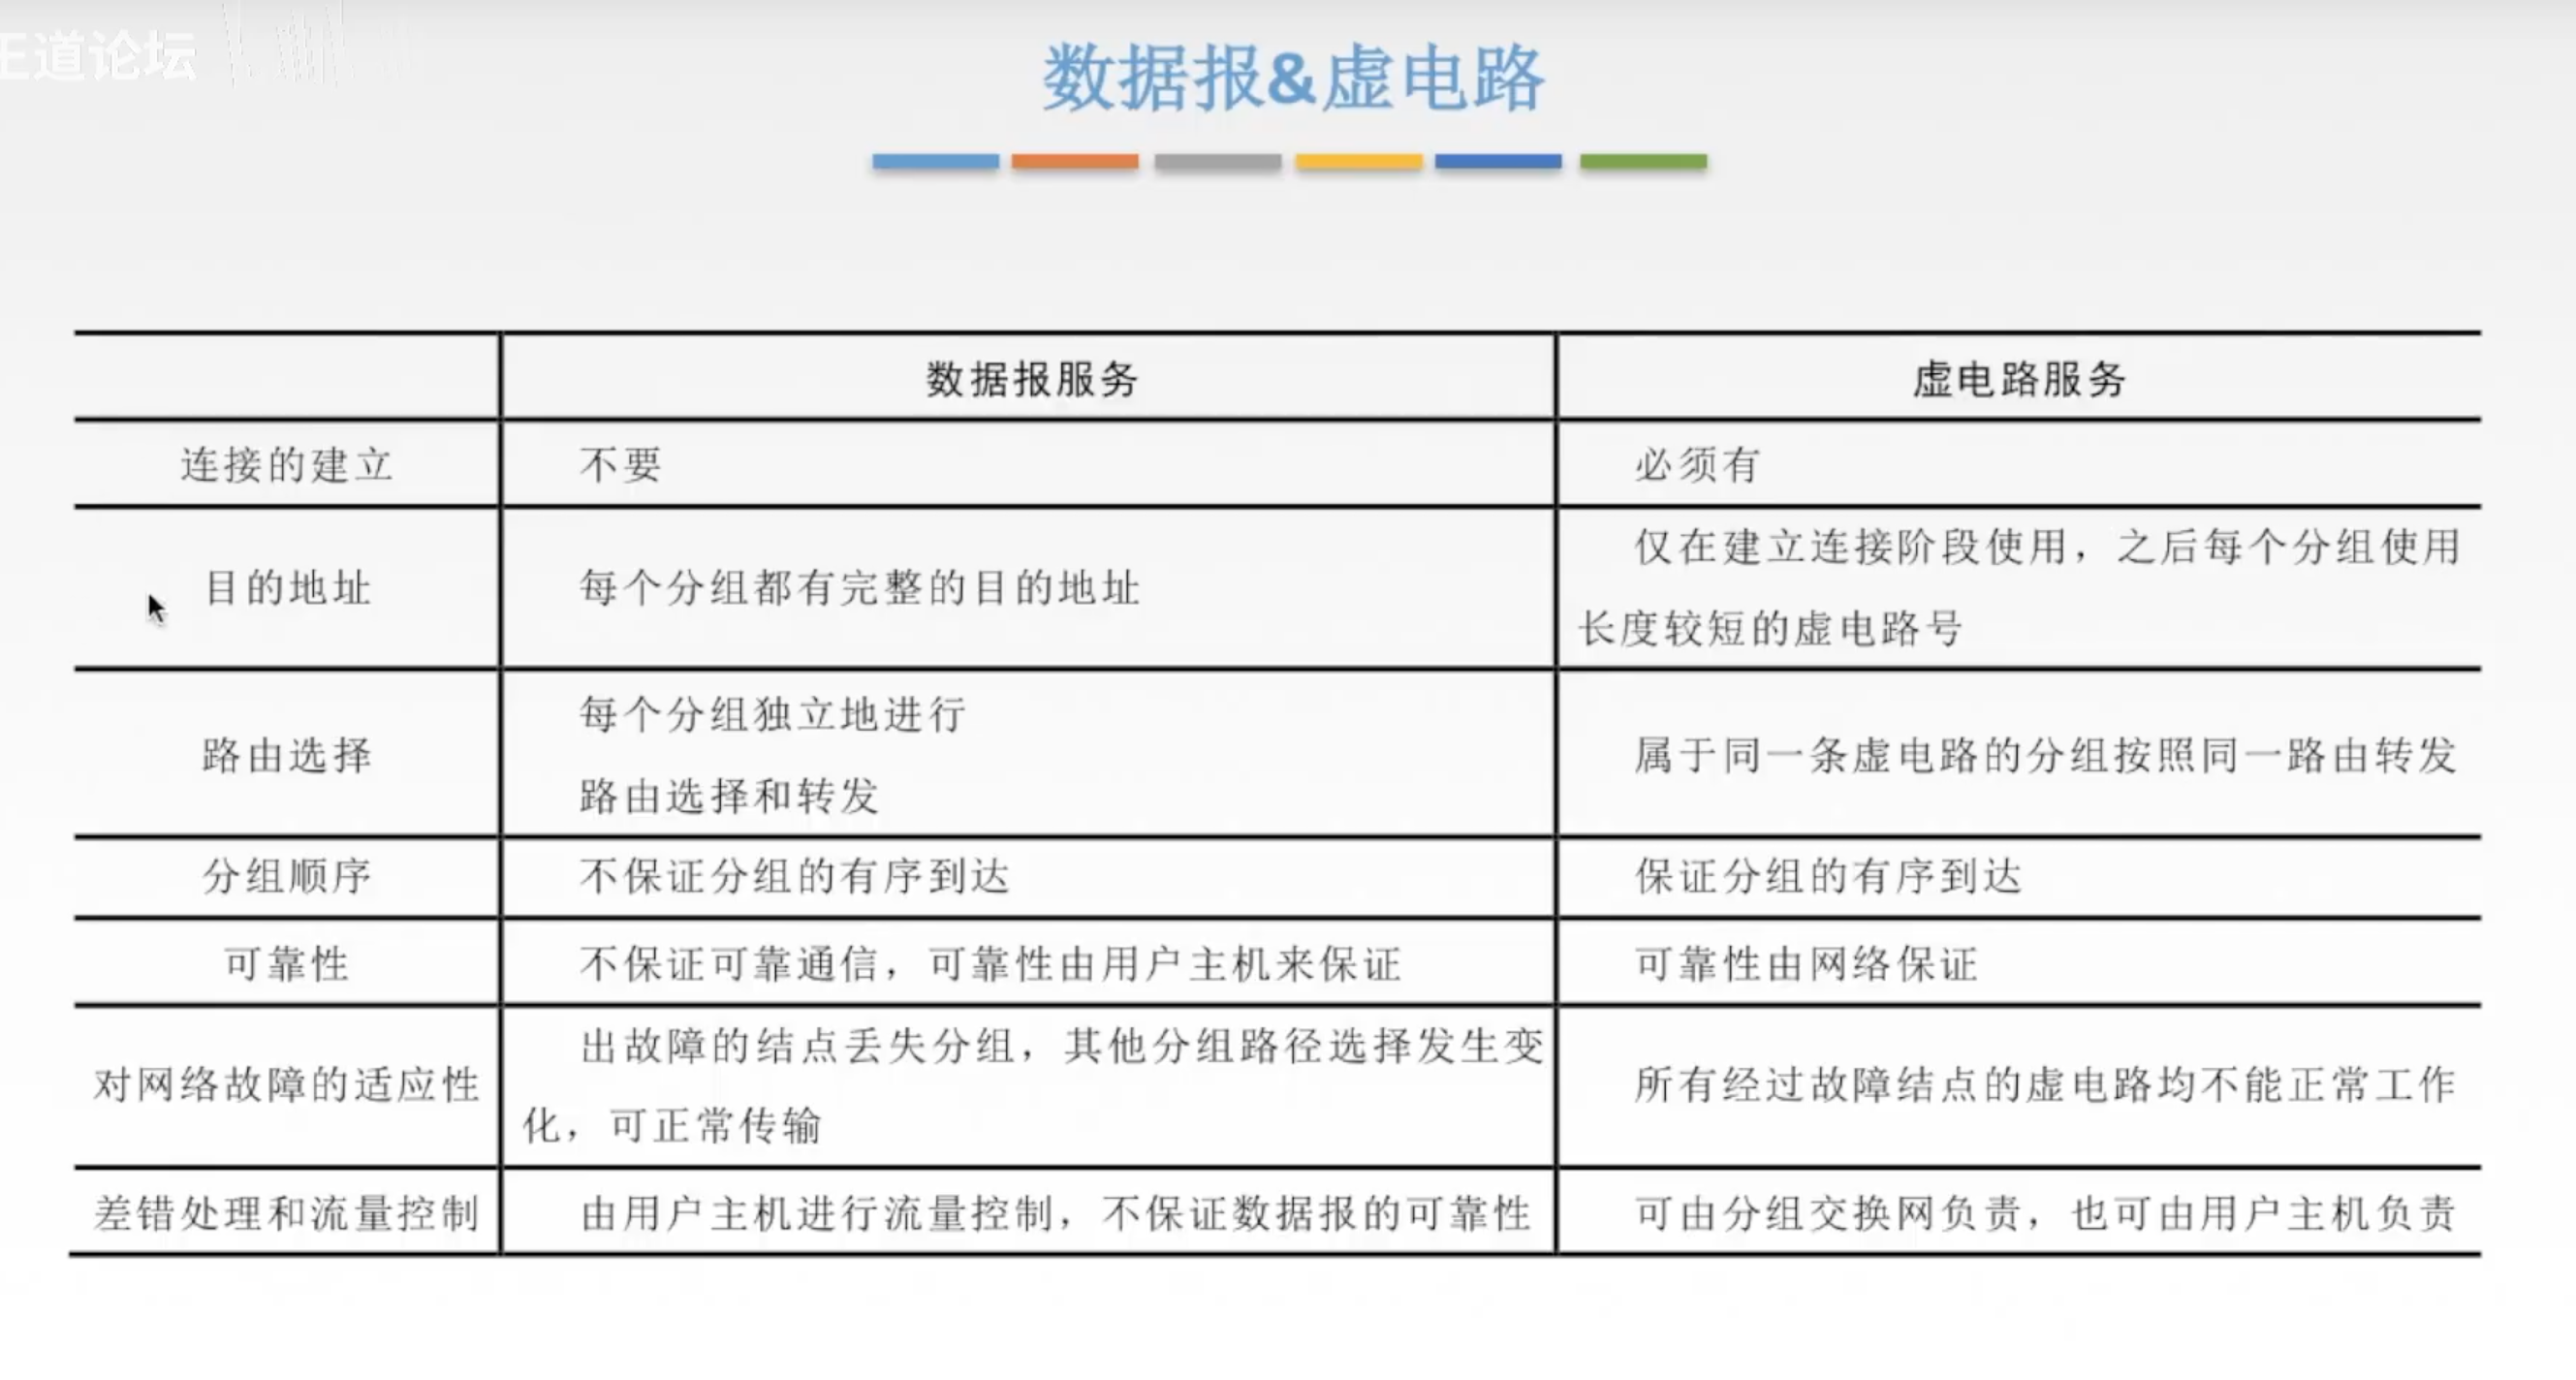 王道论坛
数据报&虚电路
数据报服务
虚电路服务
连接的建立
不要
必须有
目的地址
每个分组都有完整的目的地址
仅在建立连接阶段使用，之后每个分组使用
长度较短的虚电路号
路由选择
每个分组独立地进行
路由选择和转发
属于同一条虚电路的分组按照同一路由转发
分组顺序
不保证分组的有序到达
保证分组的有序到达
可靠性
不保证可靠通信，可靠性由用户主机来保证
可靠性由网络保证
对网络故障的适应性
出故障的结点丢失分组，其他分组路径选择发生变
化，可正常传输
所有经过故障结点的虚电路均不能正常工作
差错处理和流量控制
由用户主机进行流量控制，不保证数据报的可靠性
可由分组交换网负责，也可由用户主机负责